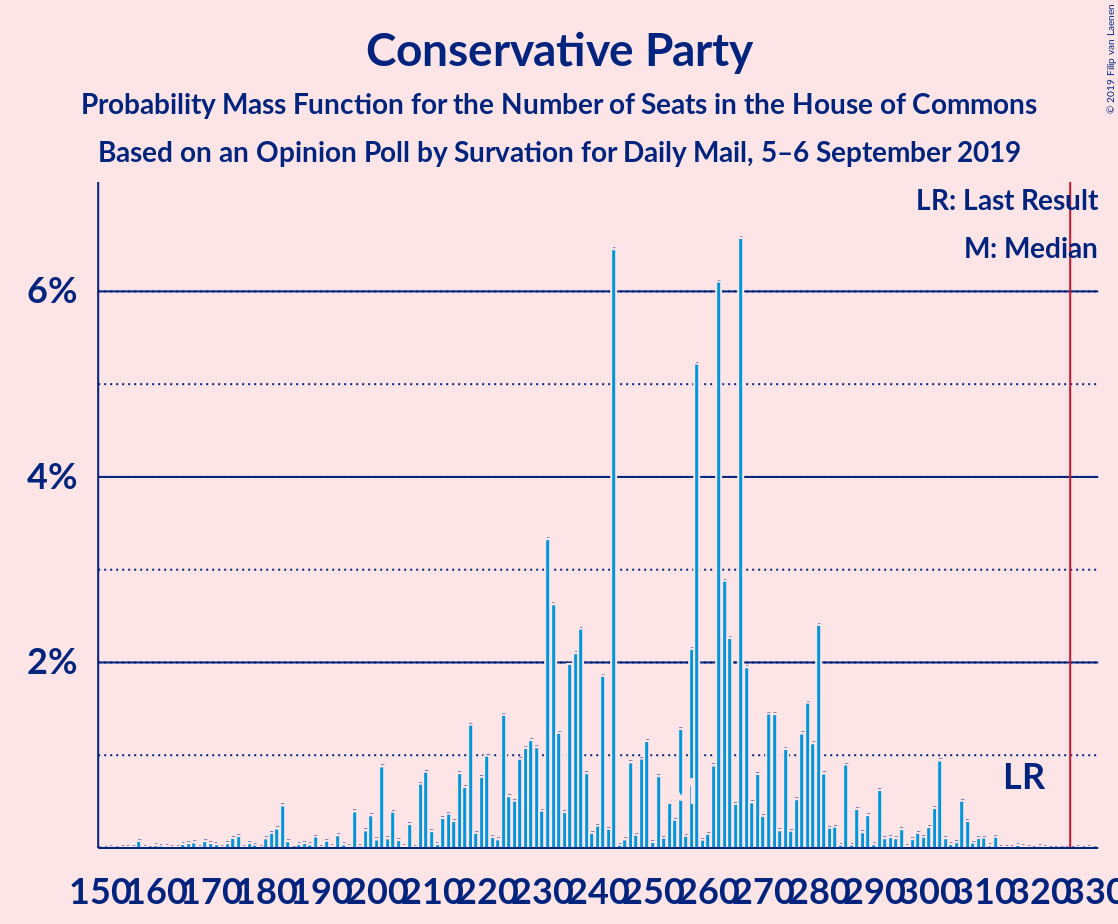 Conservative Party
Probability Mass Function for the Number of Seats in the House of Commons
Based on an Opinion Poll by Survation for Daily Mail, 5–6 September 2019
© 2019 Filip van Laenen
LR: Last Result
M: Median
6%
4%
2%
LR
150 160 170 180 190 200 210 220 230 240 250 260 270 280 290 300 310 320 330